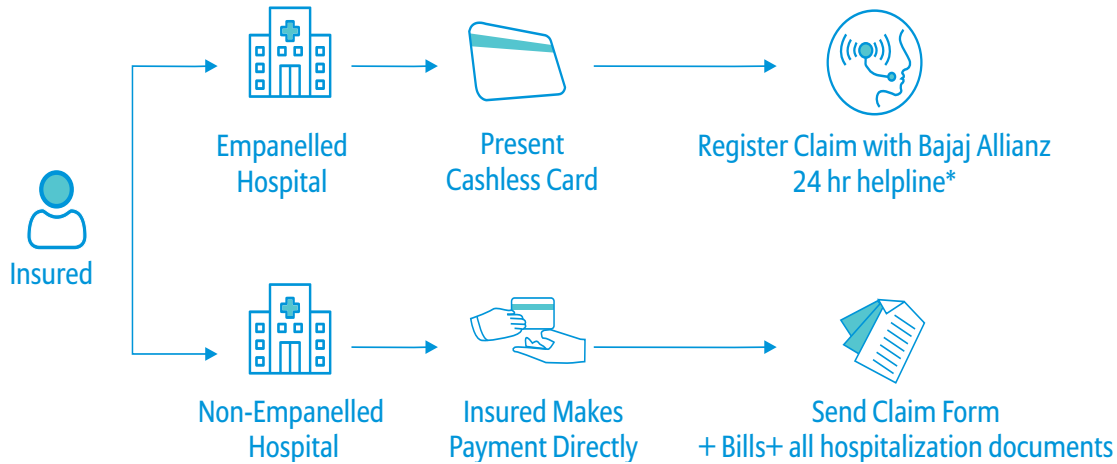 Insured
Empanelled
Hospital
Present
Cashless Card
Register Claim with Bajaj Allianz
24 hr helpline*
Non-Empanelled
Hospital
Insured Makes
Payment Directly
Send Claim Form
+ Bills+ all hospitalization documents